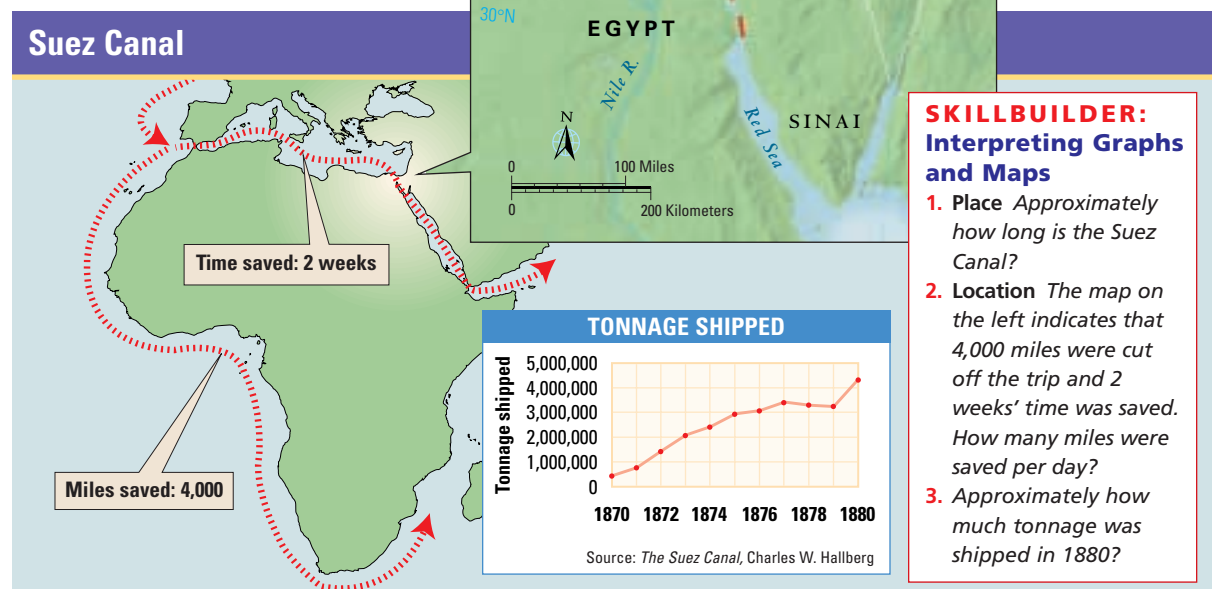 Suez Canal
30°N
EGYPT
Nile R.
Red Sea
SINAI
N
0 100 Miles
0 200 Kilometers
Time saved: 2 weeks
Miles saved: 4,000
TONNAGE SHIPPED
Tonnage shipped
5,000,000
4,000,000
3,000,000
2,000,000
1,000,000
0
1870 1872 1874 1876 1878 1880
Source: The Suez Canal, Charles W. Hallberg
SKILLBUILDER:
Interpreting Graphs
and Maps
1. Place Approximately
how long is the Suez
Canal?
2. Location The map on
the left indicates that
4,000 miles were cut
off the trip and 2
weeks' time was saved.
How many miles were
saved per day?
3. Approximately how
much tonnage was
shipped in 1880?